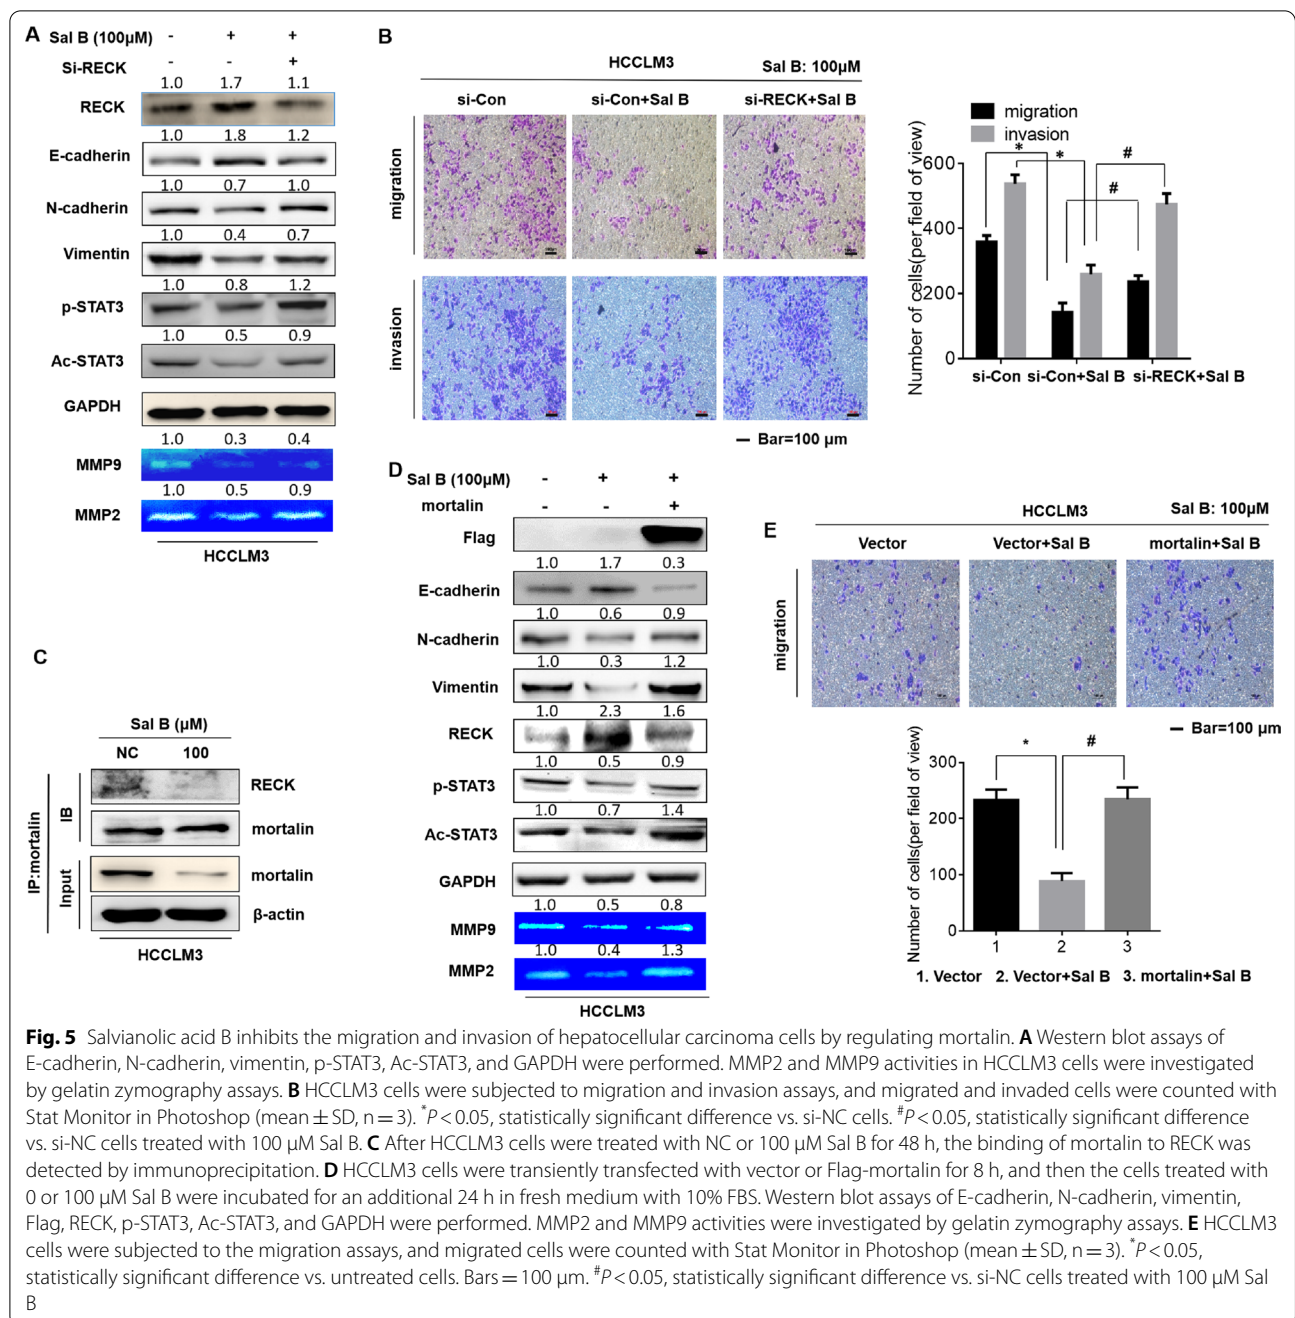 A
Sal B (100μM) - + +
Si-RECK - - +
1.0 1.7 1.1
RECK
1.0 1.8 1.2
E-cadherin
1.0 0.7 1.0
N-cadherin
1.0 0.4 0.7
Vimentin
1.0 0.8 1.2
p-STAT3
1.0 0.5 0.9
Ac-STAT3
GAPDH
1.0 0.3 0.4
MMP9
1.0 0.5 0.9
MMP2
HCCLM3
B
HCCLM3 Sal B: 100μM
si-Con si-Con+Sal B si-RECK+Sal B
migration
invasion
Bar=100 μm
migration
invasion
Number of cells(per field of view)
600
400
200
0
* * # #
si-Con si-Con+Sal B si-RECK+Sal B
C
Sal B (μM)
NC 100
IP:mortalin
IB
RECK
mortalin
Input
mortalin
β-actin
HCCLM3
D
Sal B (100μM) - + +
mortalin - - +
Flag
1.0 1.7 0.3
E-cadherin
1.0 0.6 0.9
N-cadherin
1.0 0.3 1.2
Vimentin
1.0 2.3 1.6
RECK
1.0 0.5 0.9
p-STAT3
1.0 0.7 1.4
Ac-STAT3
GAPDH
1.0 0.5 0.8
MMP9
1.0 0.4 1.3
MMP2
HCCLM3
E
HCCLM3 Sal B: 100μM
Vector Vector+Sal B mortalin+Sal B
migration
Bar=100 μm
Number of cells(per field of view)
300
200
100
0
* #
1 2 3
1. Vector 2. Vector+Sal B 3. mortalin+Sal B
Fig. 5 Salvianolic acid B inhibits the migration and invasion of hepatocellular carcinoma cells by regulating mortalin. A Western blot assays of
E-cadherin, N-cadherin, vimentin, p-STAT3, Ac-STAT3, and GAPDH were performed. MMP2 and MMP9 activities in HCCLM3 cells were investigated
by gelatin zymography assays. B HCCLM3 cells were subjected to migration and invasion assays, and migrated and invaded cells were counted with
Stat Monitor in Photoshop (mean ± SD, n = 3). *P < 0.05, statistically significant difference vs. si-NC cells. #P < 0.05, statistically significant difference
vs. si-NC cells treated with 100 μM Sal B. C After HCCLM3 cells were treated with NC or 100 μM Sal B for 48 h, the binding of mortalin to RECK was
detected by immunoprecipitation. D HCCLM3 cells were transiently transfected with vector or Flag-mortalin for 8 h, and then the cells treated with
0 or 100 μM Sal B were incubated for an additional 24 h in fresh medium with 10% FBS. Western blot assays of E-cadherin, N-cadherin, vimentin,
Flag, RECK, p-STAT3, Ac-STAT3, and GAPDH were performed. MMP2 and MMP9 activities were investigated by gelatin zymography assays. E HCCLM3
cells were subjected to the migration assays, and migrated cells were counted with Stat Monitor in Photoshop (mean ± SD, n = 3). *P < 0.05,
statistically significant difference vs. untreated cells. Bars = 100 μm. #P < 0.05, statistically significant difference vs. si-NC cells treated with 100 μM Sal
B